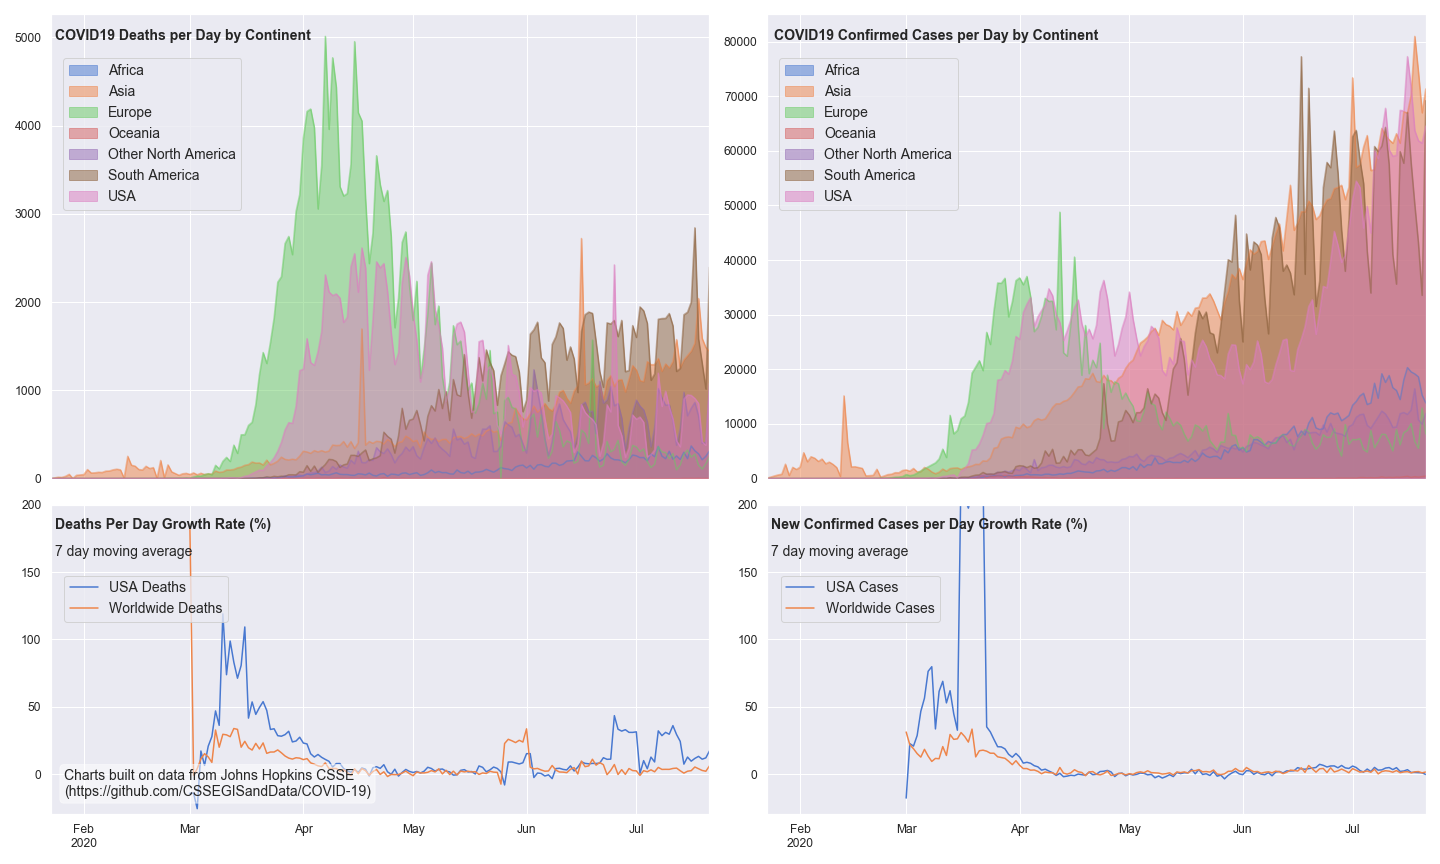 COVID19 Deaths per Day by Continent
Africa
Asia
Europe
Oceania
Other North America
South America
USA
5000
4000
3000
2000
1000
0
COVID19 Confirmed Cases per Day by Continent
Africa
Asia
Europe
Oceania
Other North America
South America
USA
80000
70000
60000
50000
40000
30000
20000
10000
0
Deaths Per Day Growth Rate (%)
7 day moving average
USA Deaths
Worldwide Deaths
200
150
100
50
0
Charts built on data from Johns Hopkins CSSE
(https://github.com/CSSEGISandData/COVID-19)
Feb Mar Apr May Jun Jul
2020
New Confirmed Cases per Day Growth Rate (%)
7 day moving average
USA Cases
Worldwide Cases
200
150
100
50
0
Feb Mar Apr May Jun Jul
2020